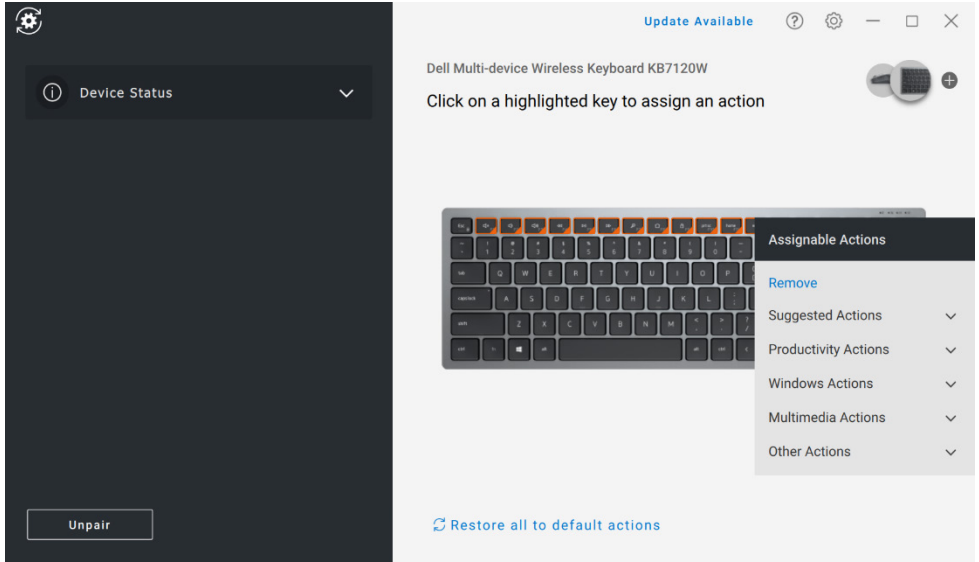 Update Available
Device Status
Dell Multi-device Wireless Keyboard KB7120W
Click on a highlighted key to assign an action
Q W E R T Y U I O P
A S D F G H J K L
Z X C V B N M
Assignable Actions
Remove
Suggested Actions
Productivity Actions
Windows Actions
Multimedia Actions
Other Actions
Unpair
Restore all to default actions